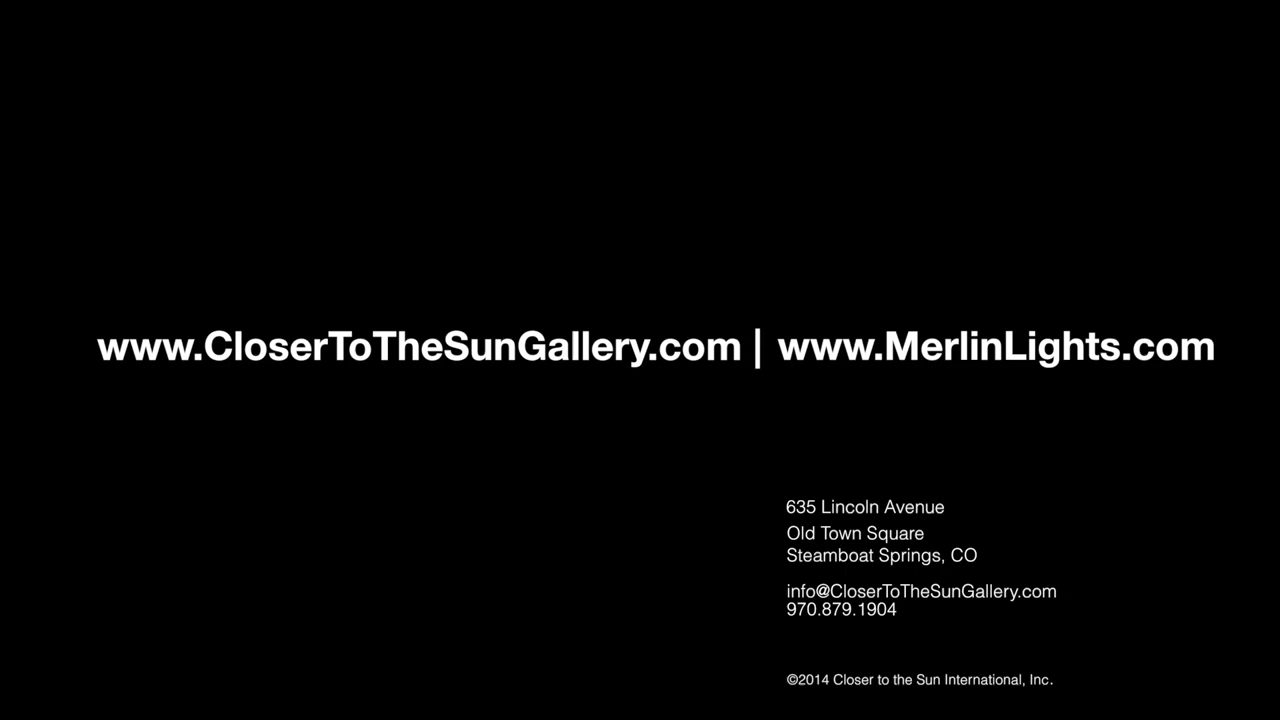 www.CloserToTheSunGallery.com | www.MerlinLights.com
635 Lincoln Avenue
Old Town Square
Steamboat Springs, CO
info@CloserToTheSunGallery.com
970.879.1904
©2014 Closer to the Sun International, Inc.